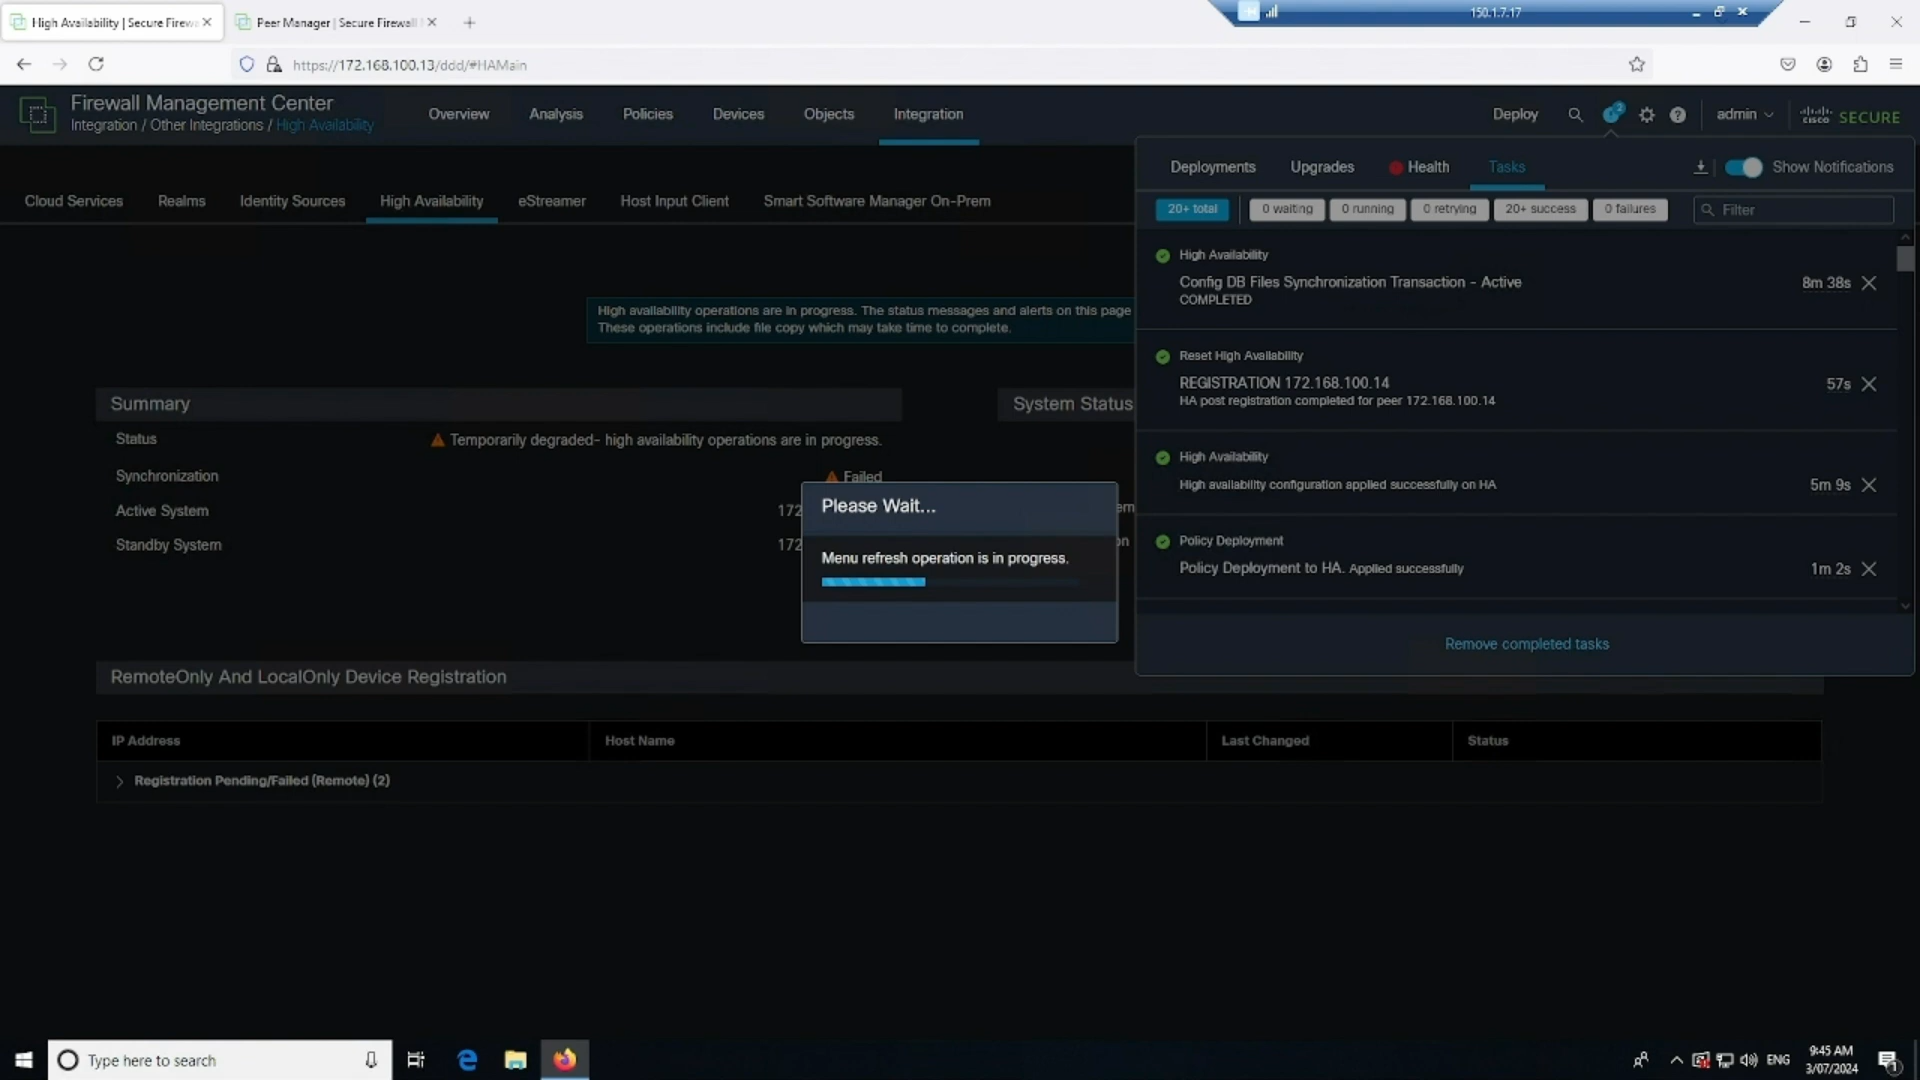 High Availability | Secure Firewa
Peer Manager | Secure Firewall
150.1.7.17
https://172.168.100.13/ddd/#HAMain
Firewall Management Center
Integration / Other Integrations / High Availability
Overview
Analysis
Policies
Devices
Objects
Integration
Deploy
2
admin
CISCO SECURE
Cloud Services
Realms
Identity Sources
High Availability
eStreamer
Host Input Client
Smart Software Manager On-Prem
Deployments
Upgrades
Health
Tasks
Show Notifications
20+ total
0 waiting
0 running
0 retrying
20+ success
0 failures
Filter
High Availability
Config DB Files Synchronization Transaction - Active
COMPLETED
8m 38s
Reset High Availability
REGISTRATION 172.168.100.14
HA post registration completed for peer 172.168.100.14
57s
High Availability
High availability configuration applied successfully on HA
5m 9s
Policy Deployment
Policy Deployment to HA. Applied successfully
1m 2s
Remove completed tasks
High availability operations are in progress. The status messages and alerts on this page
These operations include file copy which may take time to complete.
Summary
System Status
Status
Temporarily degraded- high availability operations are in progress.
Synchronization
Failed
Active System
172
Standby System
172
em
on
Please Wait...
Menu refresh operation is in progress.
RemoteOnly And LocalOnly Device Registration
IP Address
Host Name
Last Changed
Status
Registration Pending/Failed (Remote) (2)
Type here to search
ENG
9:45 AM
3/07/2024
1